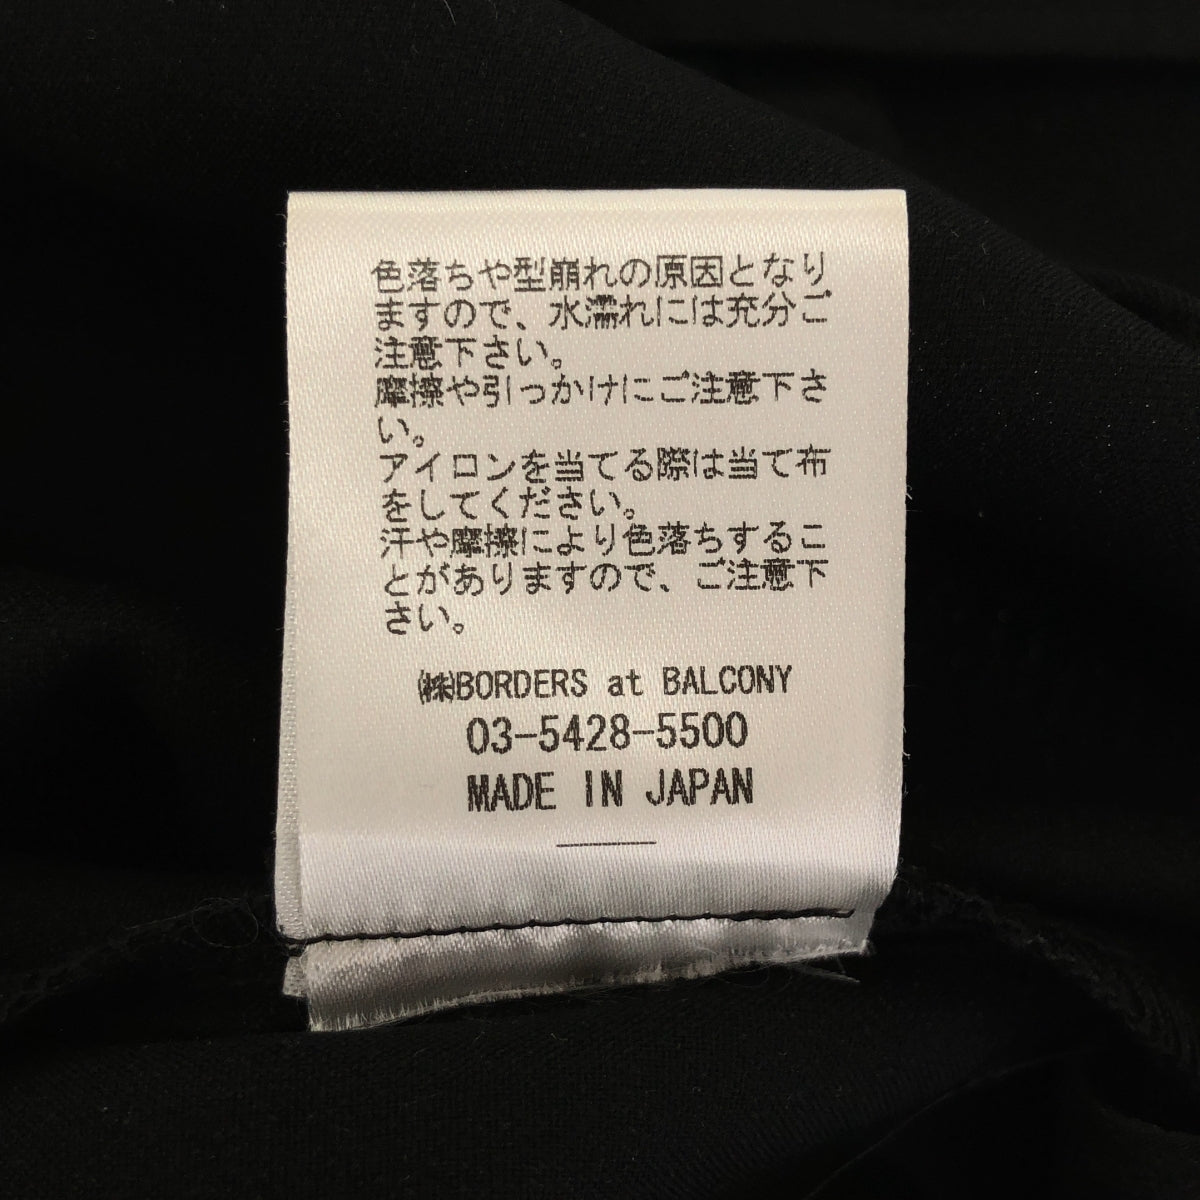 色落ちや型崩れの原因となり
ますので、水濡れには充分ご
注意下さい。
摩擦や引っかけにご注意下さ
い。
アイロンを当てる際は当て布
をしてください。
汗や摩擦により色落ちするこ
とがありますので、ご注意下
さい。
㈱BORDERS at BALCONY
03-5428-5500
MADE IN JAPAN